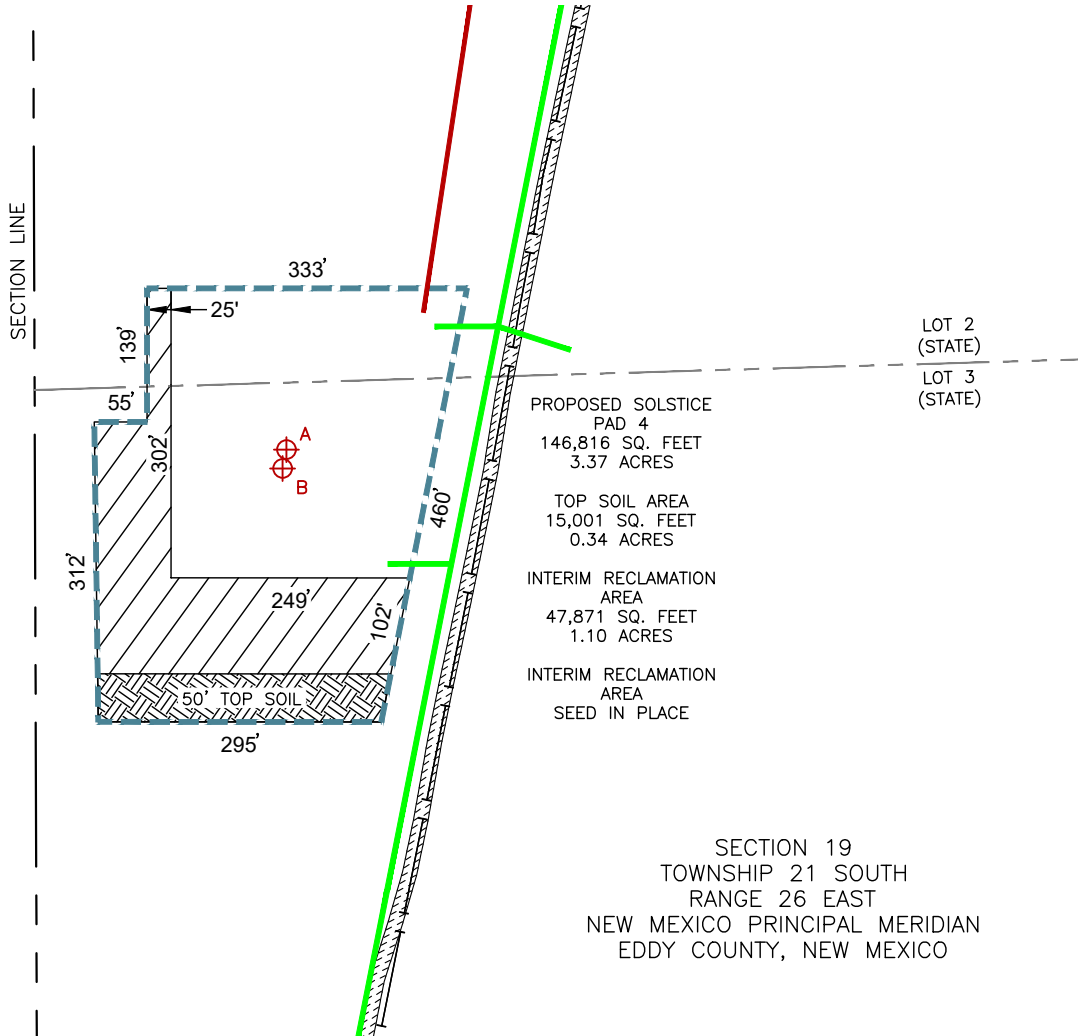 SECTION LINE
333'
25'
139'
55'
302'
A
B
460'
312'
249'
102'
50' TOP SOIL
295'
LOT 2
(STATE)
LOT 3
(STATE)
PROPOSED SOLSTICE
PAD 4
146,816 SQ. FEET
3.37 ACRES
TOP SOIL AREA
15,001 SQ. FEET
0.34 ACRES
INTERIM RECLAMATION
AREA
47,871 SQ. FEET
1.10 ACRES
INTERIM RECLAMATION
AREA
SEED IN PLACE
SECTION 19
TOWNSHIP 21 SOUTH
RANGE 26 EAST
NEW MEXICO PRINCIPAL MERIDIAN
EDDY COUNTY, NEW MEXICO